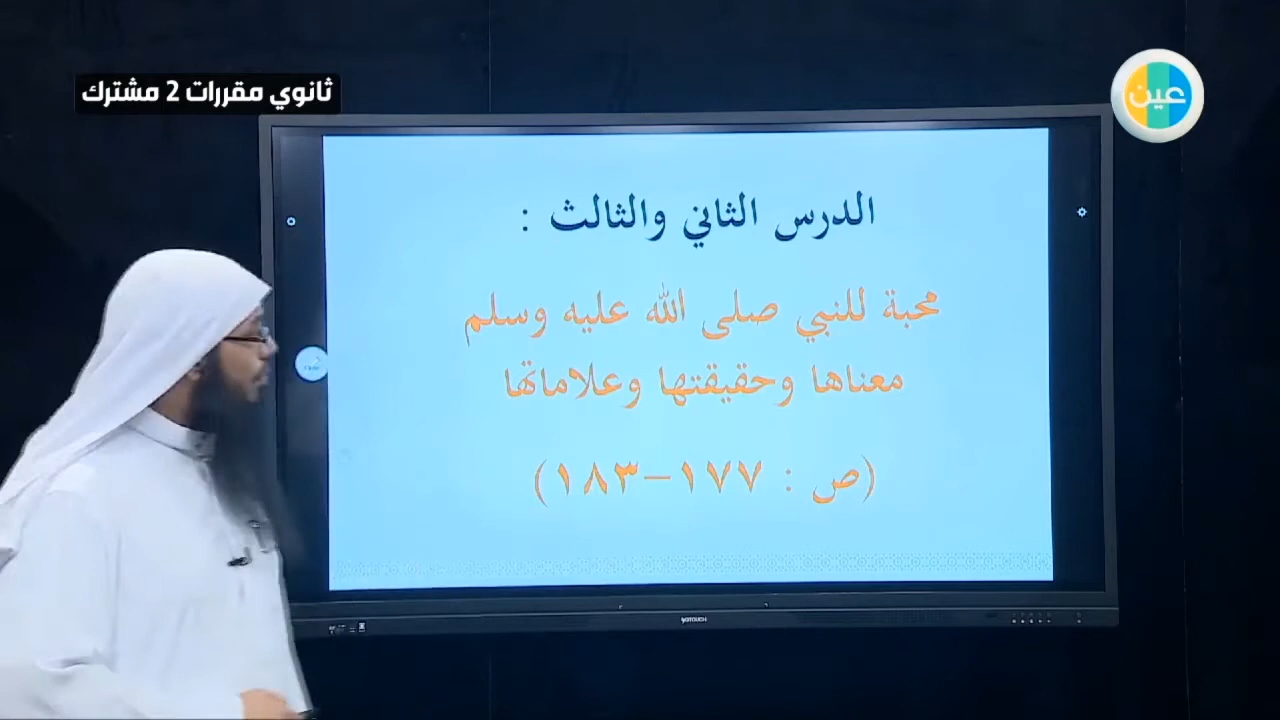 ثانوي مقررات 2 مشترك
عين
الدرس الثاني والثالث :
محبة للنبي صلى الله عليه وسلم
معناها وحقيقتها وعلاماتها
(ص : ١٧٧-١٨٣)